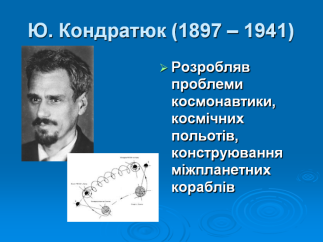 Ю. Кондратюк (1897 – 1941)
Розробляв
проблеми
космонавтики,
космічних
польотів,
конструювання
міжпланетних
кораблів